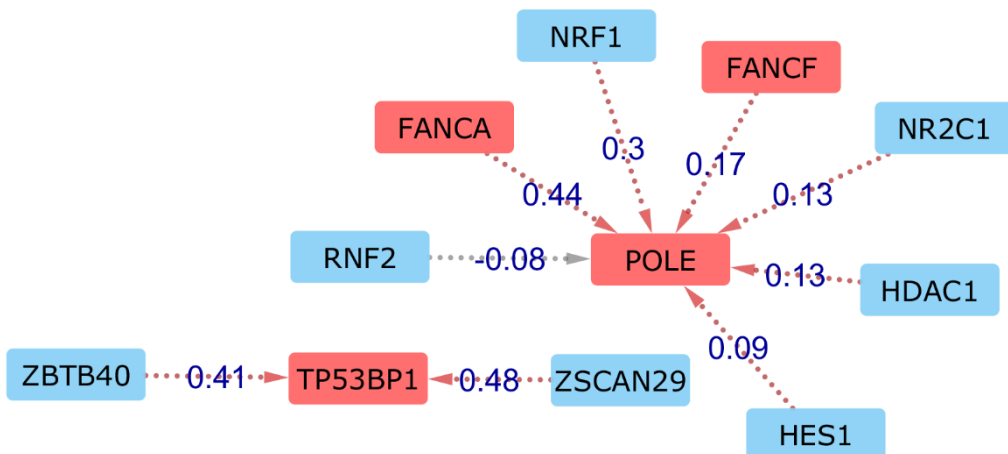 NRF1
FANCF
FANCA
NR2C1
0.3
0.17
0.44
0.13
RNF2
-0.08
POLE
0.13
HDAC1
0.09
ZBTB40
0.41
TP53BP1
0.48
ZSCAN29
HES1